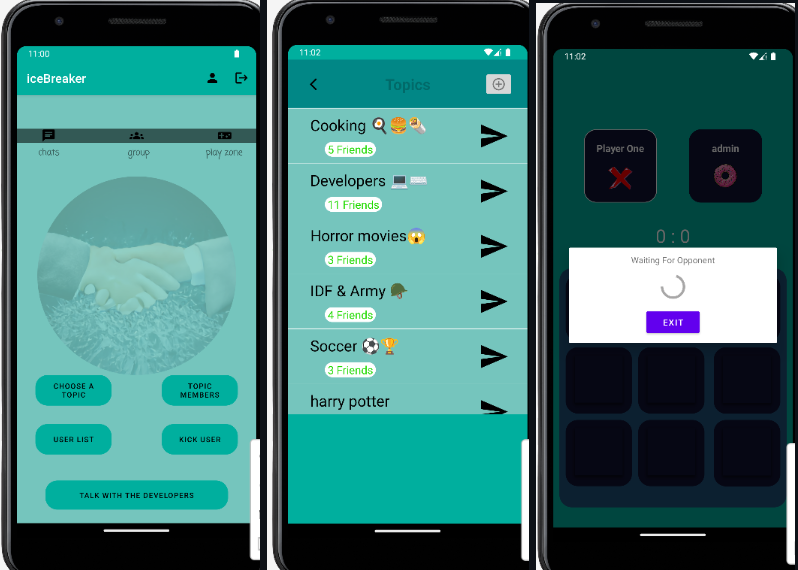 11:00
iceBreaker
chats group play zone
CHOOSE A
TOPIC
TOPIC
MEMBERS
USER LIST
KICK USER
TALK WITH THE DEVELOPERS
11:02
Topics
Cooking 🍳🍔🌯
5 Friends
Developers 💻⌨️
11 Friends
Horror movies😱
3 Friends
IDF & Army 🪖
4 Friends
Soccer ⚽🏆
3 Friends
harry potter
11:02
Player One
admin
0 : 0
Waiting For Opponent
EXIT